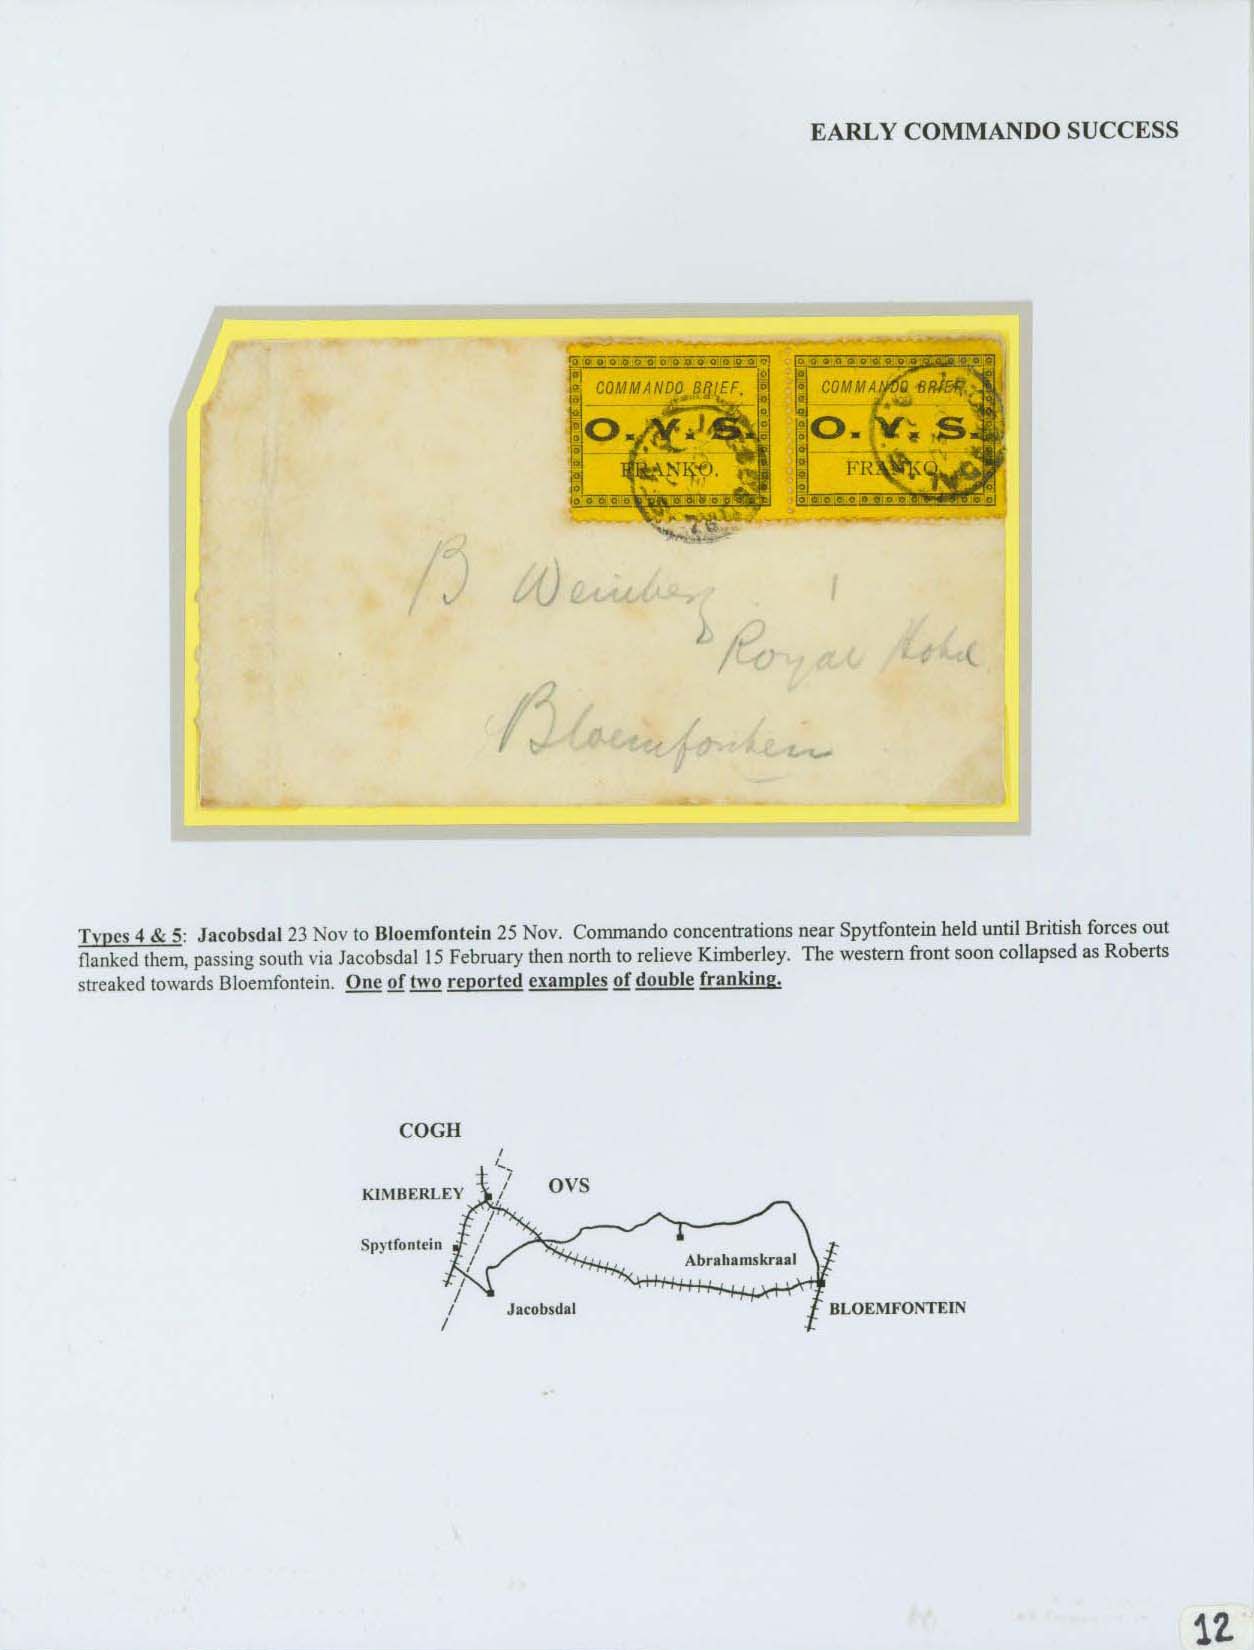 EARLY COMMANDO SUCCESS
COMMANDO BRIEF.
O. V. S.
FRANKO.
COMMANDO BRIEF.
O. V. S.
FRANKO.
B Weinberg
Royal Hotel
Bloemfontein
Types 4 & 5: Jacobsdal 23 Nov to Bloemfontein 25 Nov. Commando concentrations near Spytfontein held until British forces out
flanked them, passing south via Jacobsdal 15 February then north to relieve Kimberley. The western front soon collapsed as Roberts
streaked towards Bloemfontein. One of two reported examples of double franking.
COGH
KIMBERLEY
OVS
Spytfontein
Abrahamskraal
Jacobsdal
BLOEMFONTEIN
12